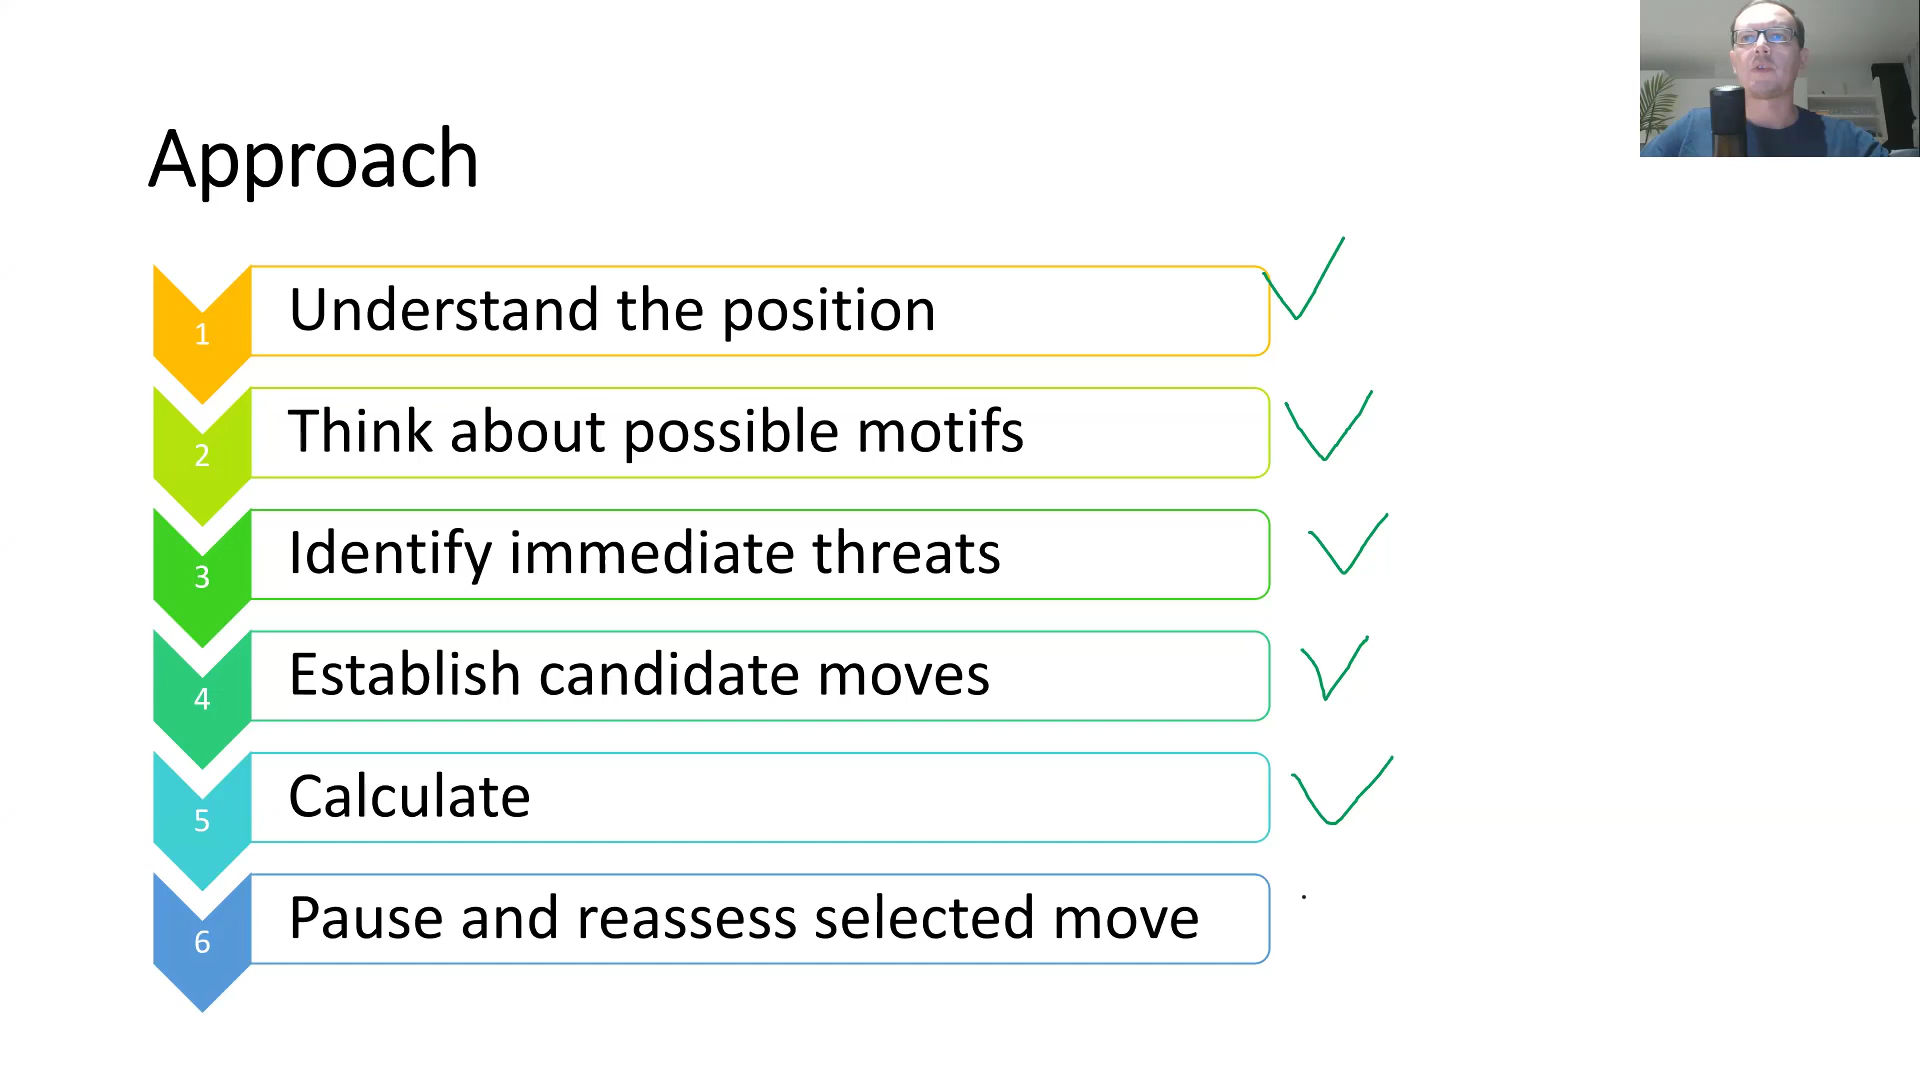 Approach
1
Understand the position
2
Think about possible motifs
3
Identify immediate threats
4
Establish candidate moves
5
Calculate
6
Pause and reassess selected move